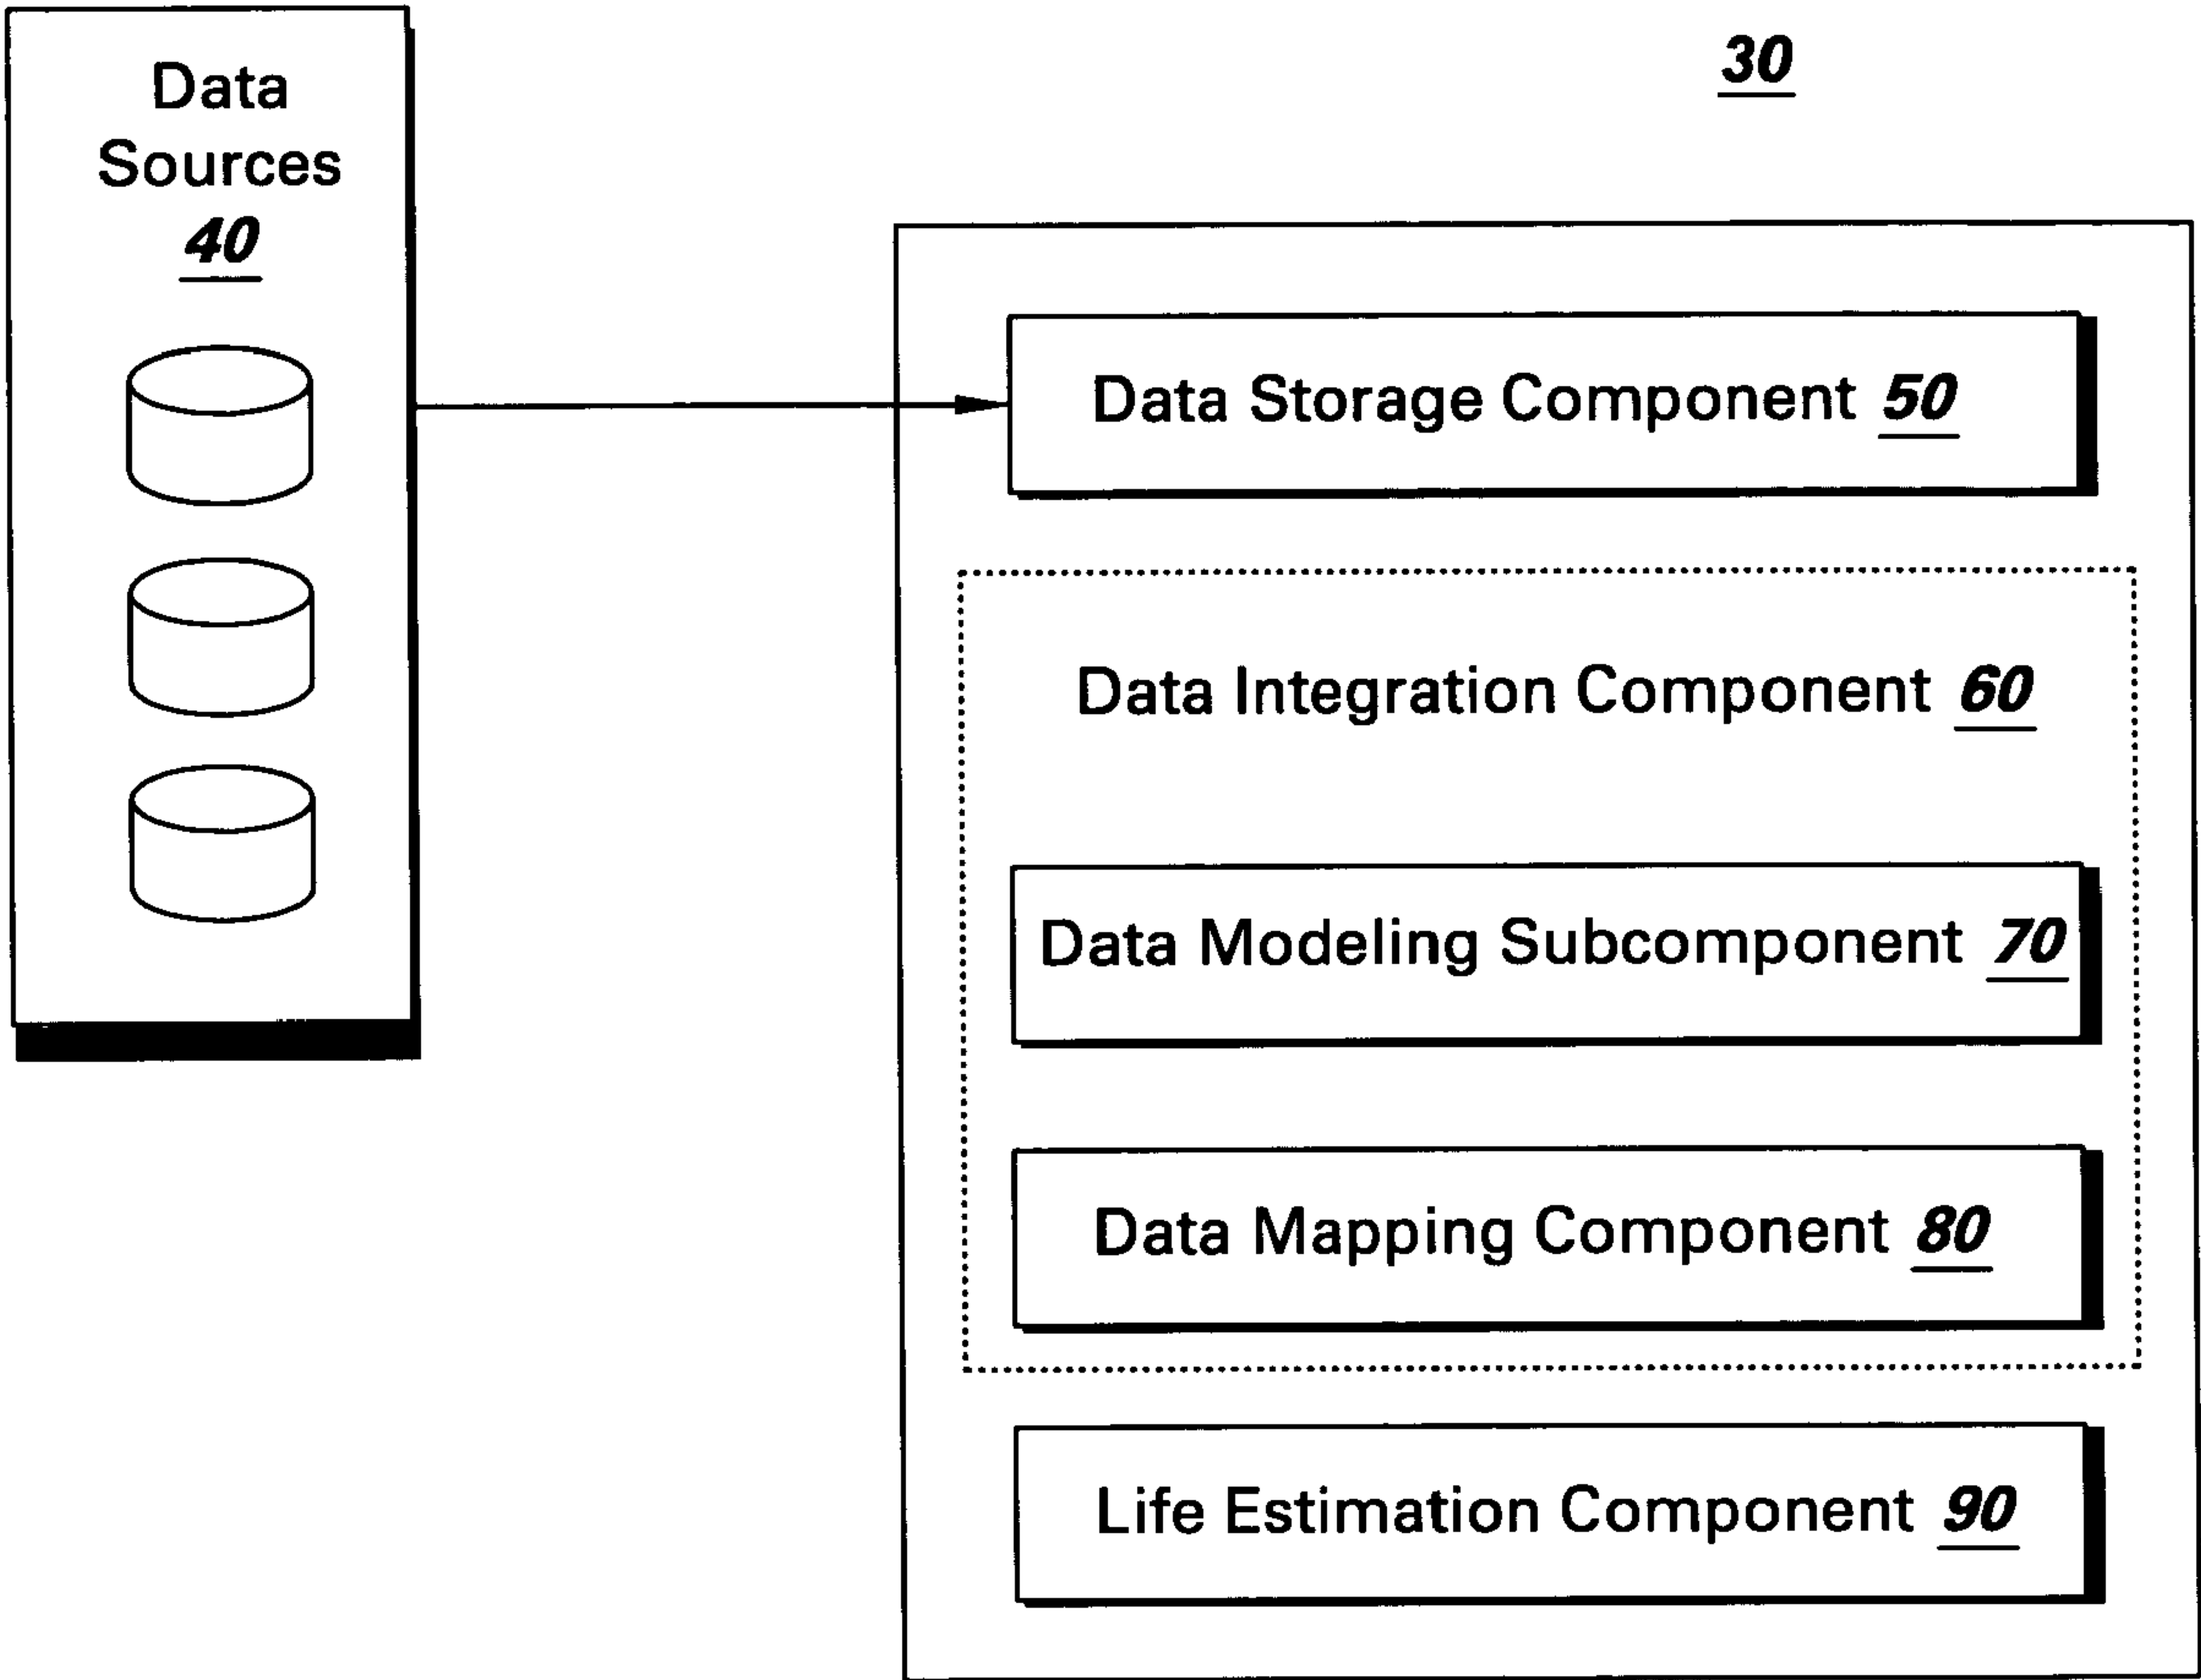 Data
Sources
40
30
Data Storage Component 50
Data Integration Component 60
Data Modeling Subcomponent 70
Data Mapping Component 80
Life Estimation Component 90